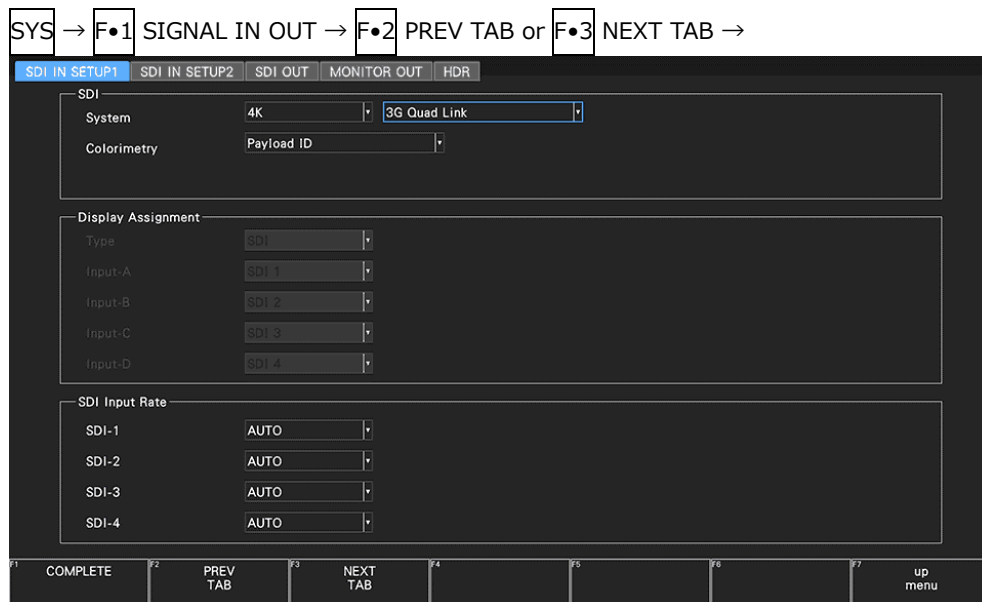 SYS → F•1 SIGNAL IN OUT → F•2 PREV TAB or F•3 NEXT TAB →
SDI IN SETUP1 SDI IN SETUP2 SDI OUT MONITOR OUT HDR
SDI
System 4K 3G Quad Link
Colorimetry Payload ID
Display Assignment
Type SDI
Input-A SDI 1
Input-B SDI 2
Input-C SDI 3
Input-D SDI 4
SDI Input Rate
SDI-1 AUTO
SDI-2 AUTO
SDI-3 AUTO
SDI-4 AUTO
F1 COMPLETE F2 PREV TAB F3 NEXT TAB F4 F5 F6 F7 up menu